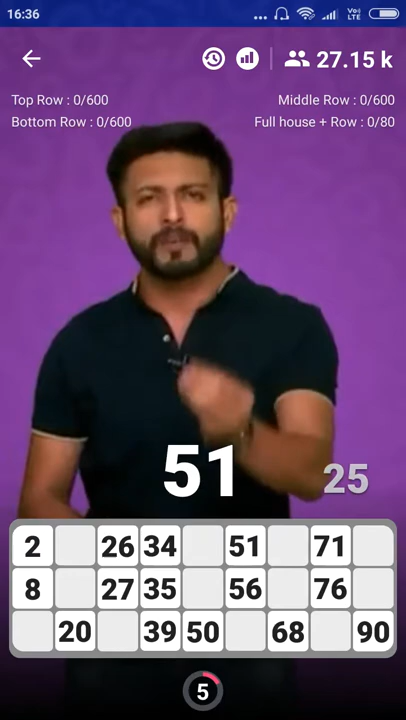 16:36 ... Vo) LTE
27.15 k
Top Row : 0/600 Middle Row : 0/600
Bottom Row : 0/600 Full house + Row : 0/80
51 25
2 26 34 51 71
8 27 35 56 76
20 39 50 68 90
5